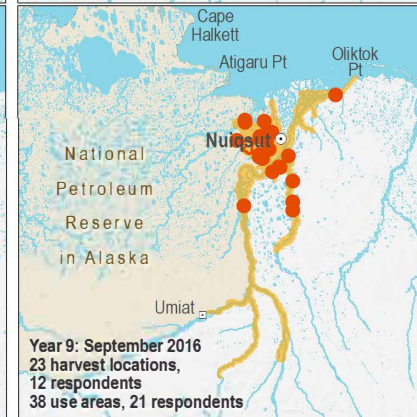 Cape
Halkett
Atigaru Pt
Oliktok
Pt
Nuiqsut
National
Petroleum
Reserve
in Alaska
Umiat
Year 9: September 2016
23 harvest locations,
12 respondents
38 use areas, 21 respondents